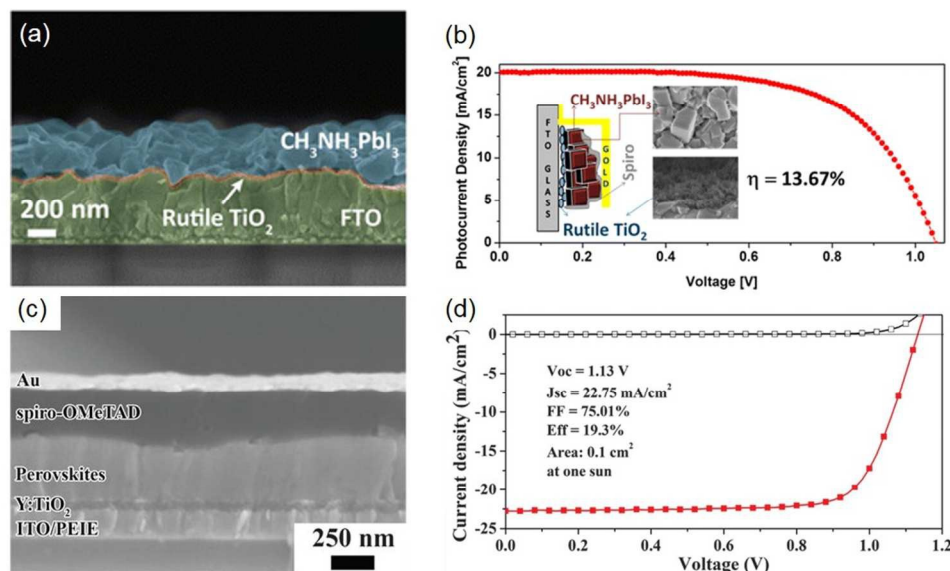 (a)
CH₃NH₃PbI₃
200 nm
Rutile TiO₂
FTO
(b)
Photocurrent Density [mA/cm²]
20
15
10
5
0
0.0 0.2 0.4 0.6 0.8 1.0
Voltage [V]
CH₃NH₃PbI₃
FTO GLASS
GOLD
Spiro
Rutile TiO₂
η = 13.67%
(c)
Au
spiro-OMeTAD
Perovskites
Y:TiO₂
ITO/PEIE
250 nm
(d)
Current density (mA/cm²)
0
-5
-10
-15
-20
-25
0.0 0.2 0.4 0.6 0.8 1.0 1.2
Voltage (V)
Voc = 1.13 V
Jsc = 22.75 mA/cm²
FF = 75.01%
Eff = 19.3%
Area: 0.1 cm²
at one sun